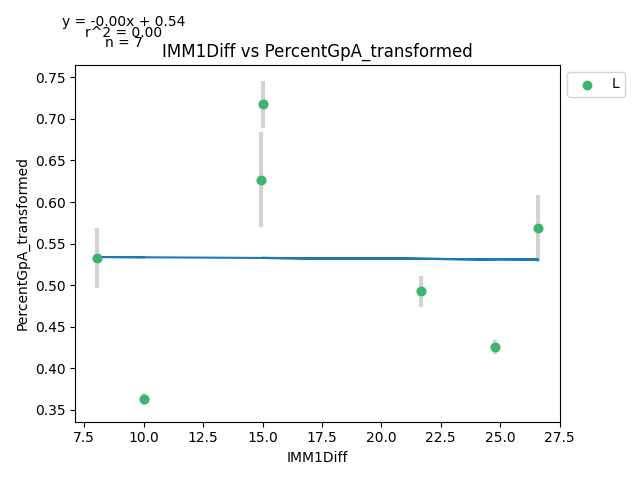 y = -0.00x + 0.54
r^2 = 0.00
n = 7
IMM1Diff vs PercentGpA_transformed
L
PercentGpA_transformed
0.75
0.70
0.65
0.60
0.55
0.50
0.45
0.40
0.35
7.5 10.0 12.5 15.0 17.5 20.0 22.5 25.0 27.5
IMM1Diff